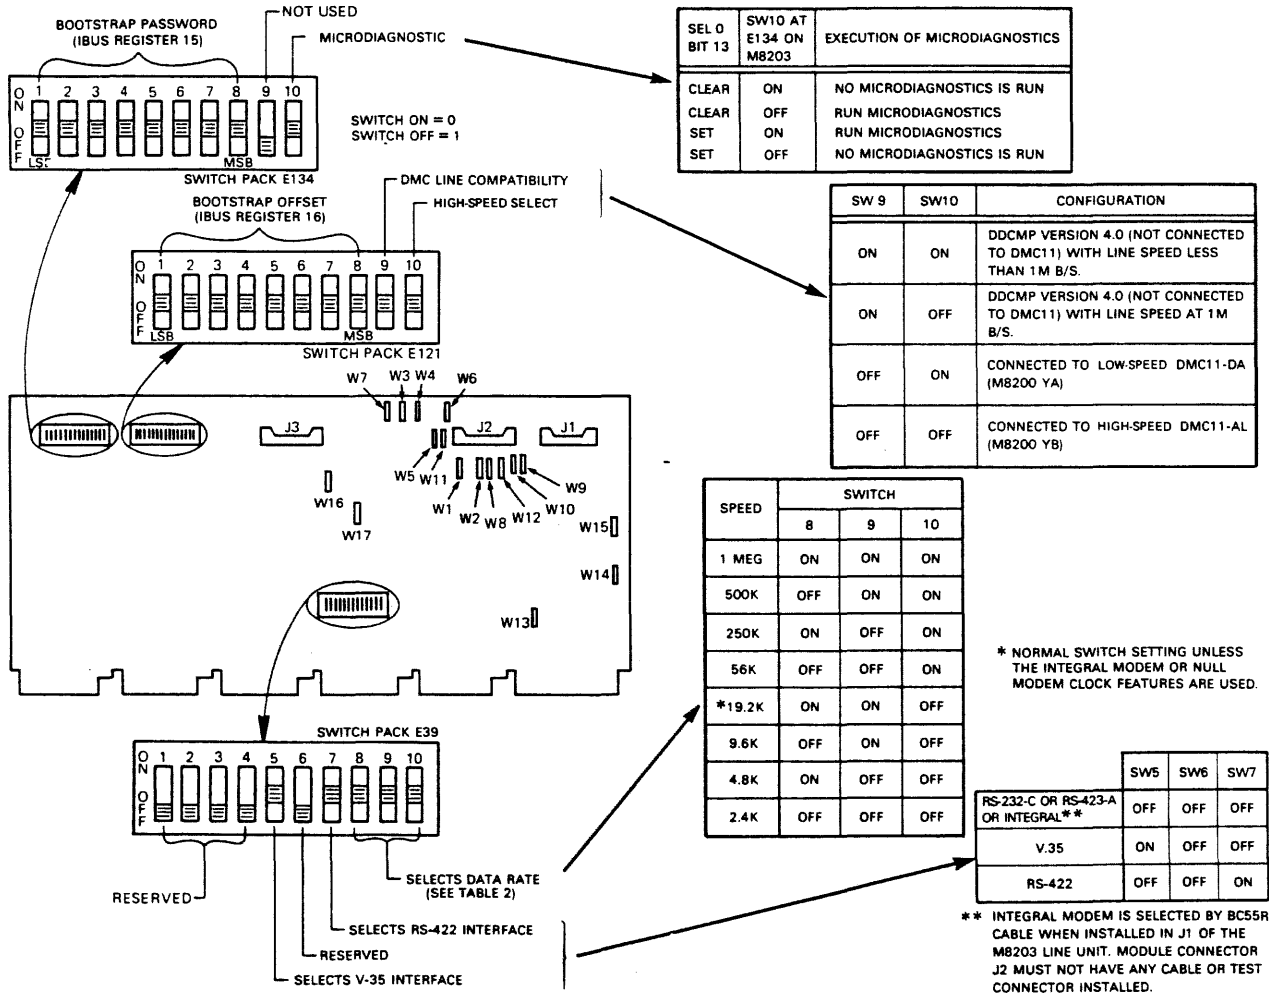 BOOTSTRAP PASSWORD
(IBUS REGISTER 15)
NOT USED
MICRODIAGNOSTIC
ON
OFF
1 2 3 4 5 6 7 8 9 10
MSB
SWITCH PACK E134
SWITCH ON = 0
SWITCH OFF = 1
SEL 0 BIT 13 | SW10 AT E134 ON M8203 | EXECUTION OF MICRODIAGNOSTICS
CLEAR ON NO MICRODIAGNOSTICS IS RUN
CLEAR OFF RUN MICRODIAGNOSTICS
SET ON RUN MICRODIAGNOSTICS
SET OFF NO MICRODIAGNOSTICS IS RUN
BOOTSTRAP OFFSET
(IBUS REGISTER 16)
DMC LINE COMPATIBILITY
HIGH-SPEED SELECT
ON
OFF
1 2 3 4 5 6 7 8 9 10
LSB MSB
SWITCH PACK E121
SW 9 SW10 CONFIGURATION
ON ON DDCMP VERSION 4.0 (NOT CONNECTED
TO DMC11) WITH LINE SPEED LESS
THAN 1M B/S.
ON OFF DDCMP VERSION 4.0 (NOT CONNECTED
TO DMC11) WITH LINE SPEED AT 1M
B/S.
OFF ON CONNECTED TO LOW-SPEED DMC11-DA
(M8200 YA)
OFF OFF CONNECTED TO HIGH-SPEED DMC11-AL
(M8200 YB)
W7 W3 W4 W6
J3 J2 J1
W5 W11
W1 W2 W8 W12 W10 W9
W16
W17
W15
W14
W13
SPEED SWITCH
8 9 10
1 MEG ON ON ON
500K OFF ON ON
250K ON OFF ON
56K OFF OFF ON
*19.2K ON ON OFF
9.6K OFF ON OFF
4.8K ON OFF OFF
2.4K OFF OFF OFF
* NORMAL SWITCH SETTING UNLESS
THE INTEGRAL MODEM OR NULL
MODEM CLOCK FEATURES ARE USED.
SWITCH PACK E39
ON
OFF
1 2 3 4 5 6 7 8 9 10
RESERVED
SELECTS DATA RATE
(SEE TABLE 2)
SELECTS RS-422 INTERFACE
RESERVED
SELECTS V-35 INTERFACE
SW5 SW6 SW7
RS-232-C OR RS-423-A
OR INTEGRAL** OFF OFF OFF
V.35 ON OFF OFF
RS-422 OFF OFF ON
** INTEGRAL MODEM IS SELECTED BY BC55R
CABLE WHEN INSTALLED IN J1 OF THE
M8203 LINE UNIT. MODULE CONNECTOR
J2 MUST NOT HAVE ANY CABLE OR TEST
CONNECTOR INSTALLED.